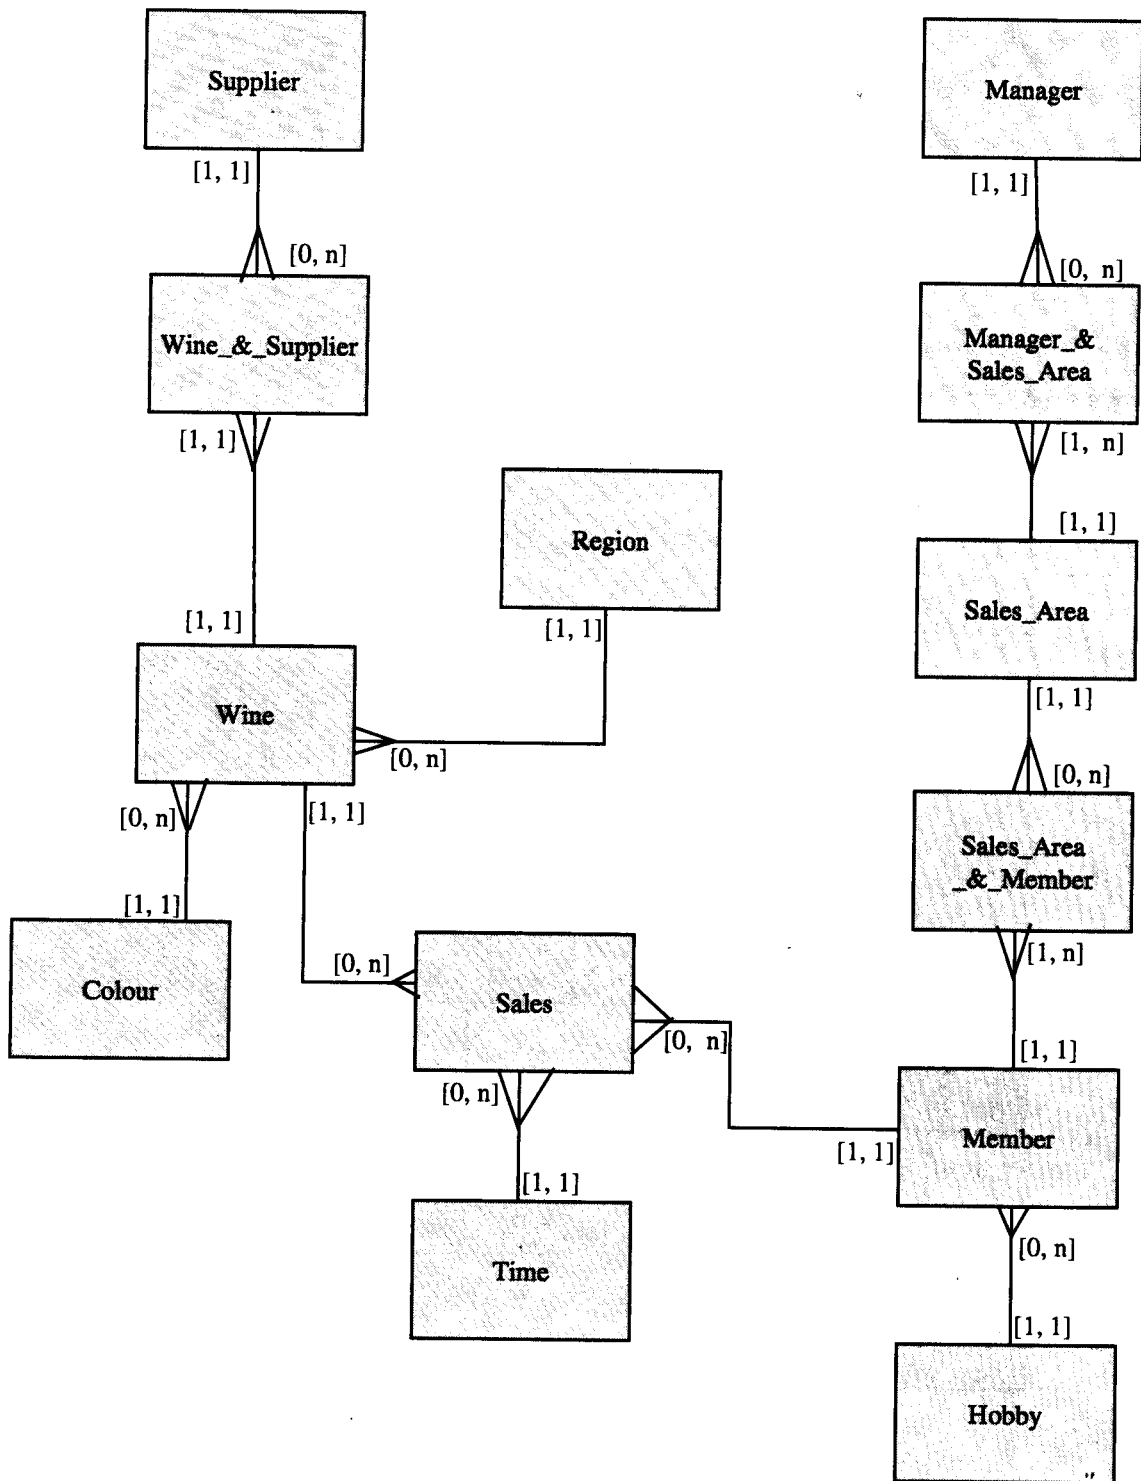 Supplier
Manager
[1, 1]
[1, 1]
[0, n]
[0, n]
Wine_&_Supplier
Manager_&
Sales_Area
[1, 1]
[1, n]
Region
[1, 1]
Sales_Area
[1, 1]
[1, 1]
[1, 1]
Wine
[0, n]
[0, n]
[0, n]
[1, 1]
Sales_Area
_&_Member
[1, 1]
[1, n]
Colour
[0, n]
Sales
[0, n]
[1, 1]
[0, n]
Member
[1, 1]
[1, 1]
[0, n]
Time
[1, 1]
Hobby